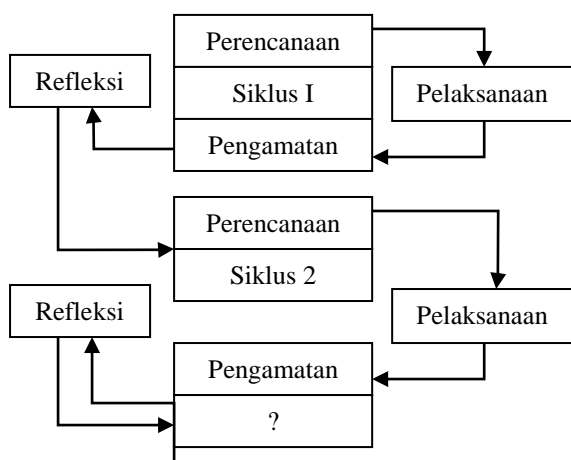 Perencanaan
Refleksi
Siklus I
Pelaksanaan
Pengamatan
Perencanaan
Siklus 2
Refleksi
Pelaksanaan
Pengamatan
?